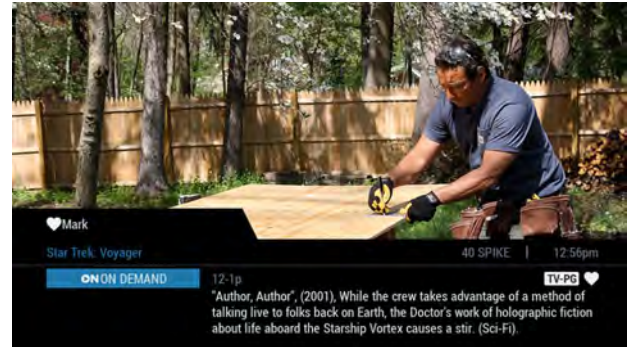 Mark
Star Trek: Voyager 40 SPIKE | 12:56pm
ON ON DEMAND 12-1p TV-PG
"Author, Author", (2001), While the crew takes advantage of a method of
talking live to folks back on Earth, the Doctor's work of holographic fiction
about life aboard the Starship Vortex causes a stir. (Sci-Fi).